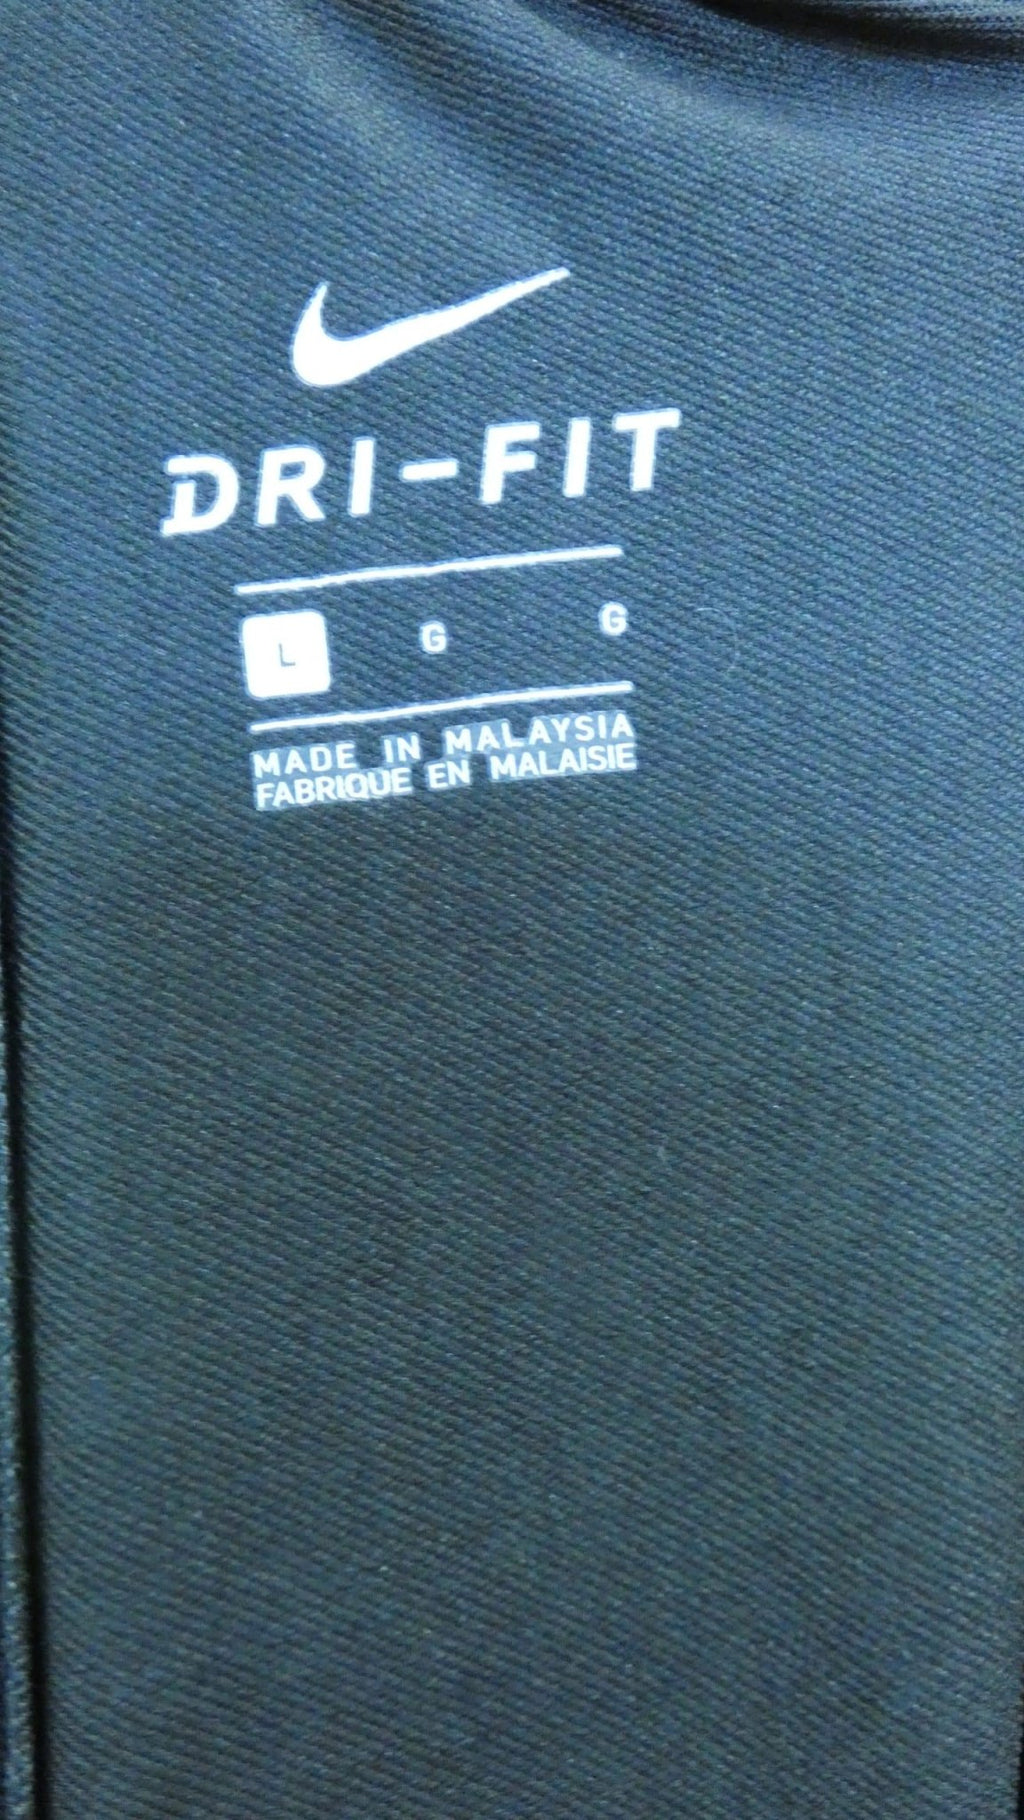 DRI-FIT
L G G
MADE IN MALAYSIA
FABRIQUE EN MALAISIE